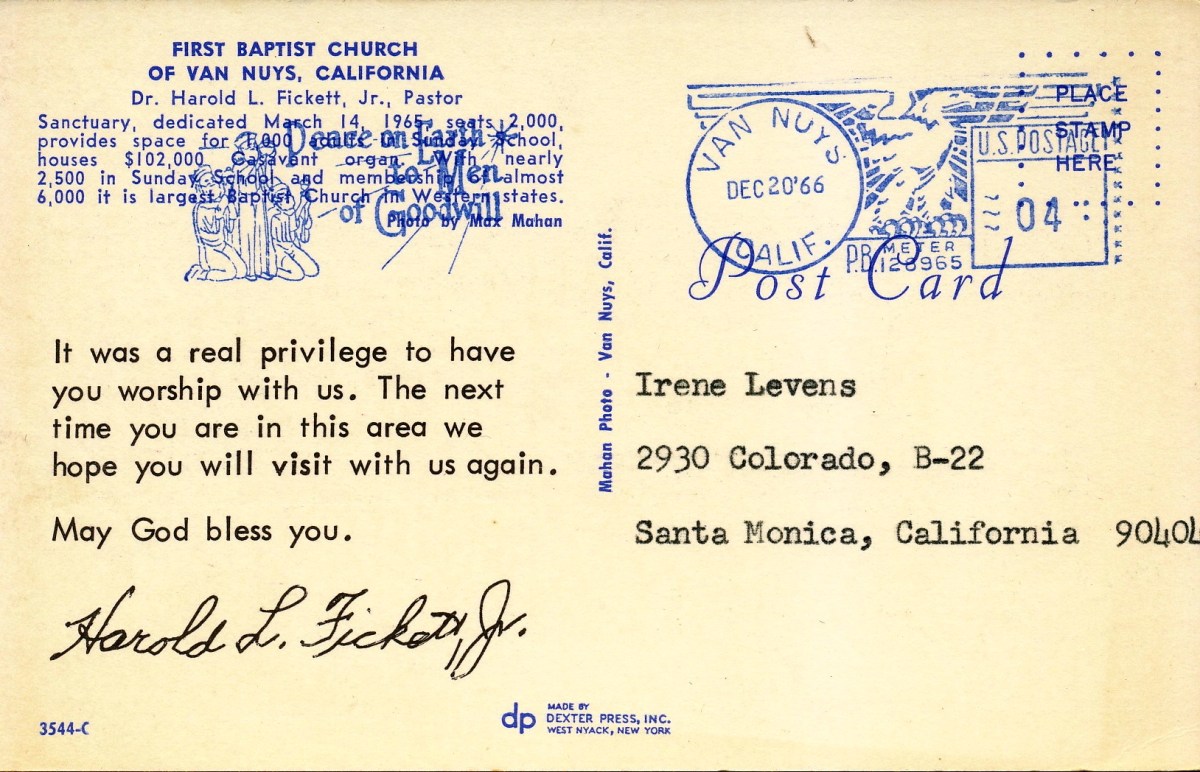 FIRST BAPTIST CHURCH
OF VAN NUYS, CALIFORNIA
Dr. Harold L. Fickett, Jr., Pastor
Sanctuary, dedicated March 14, 1965, seats 2,000,
provides space for 1,000 adults in Sunday School,
houses $102,000 Casavant organ. With nearly
2,500 in Sunday School and membership of almost
6,000 it is largest Baptist Church in Western states.
Photo by Max Mahan
Peace on Earth
to Men
of Goodwill
It was a real privilege to have
you worship with us. The next
time you are in this area we
hope you will visit with us again.
May God bless you.
Harold L. Fickett, Jr.
3544-C
Mahan Photo - Van Nuys, Calif.
dp
MADE BY
DEXTER PRESS, INC.
WEST NYACK, NEW YORK
VAN NUYS
DEC 20'66
CALIF.
P.B. METER
128965
U.S. POSTAGE
04
PLACE
STAMP
HERE
Post Card
Irene Levens
2930 Colorado, B-22
Santa Monica, California 90404